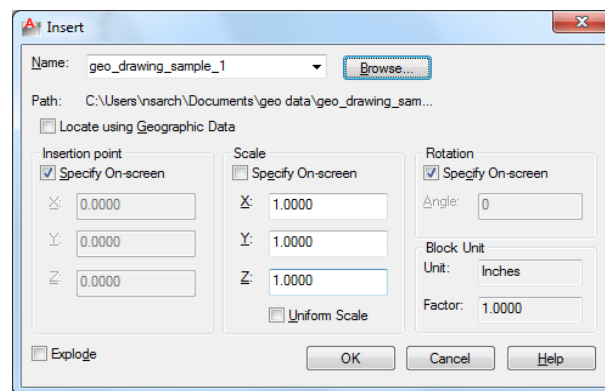 Insert
Name: geo_drawing_sample_1 Browse...
Path: C:\Users\nsarch\Documents\geo data\geo_drawing_sam...
Locate using Geographic Data
Insertion point
Specify On-screen
X: 0.0000
Y: 0.0000
Z: 0.0000
Scale
Specify On-screen
X: 1.0000
Y: 1.0000
Z: 1.0000
Uniform Scale
Rotation
Specify On-screen
Angle: 0
Block Unit
Unit: Inches
Factor: 1.0000
Explode
OK Cancel Help